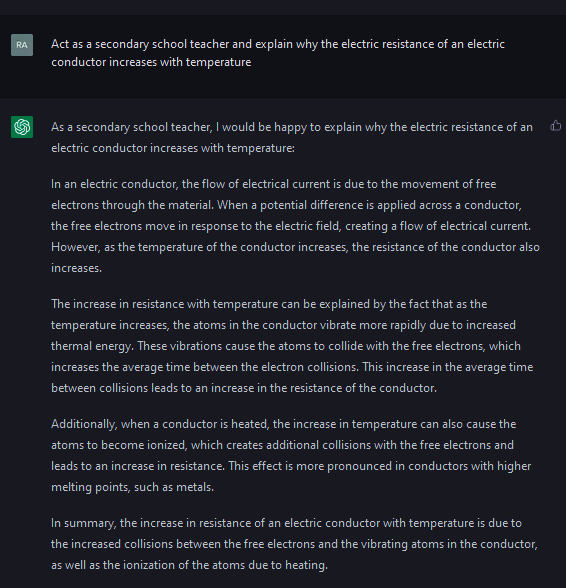 RA
Act as a secondary school teacher and explain why the electric resistance of an electric
conductor increases with temperature
As a secondary school teacher, I would be happy to explain why the electric resistance of an
electric conductor increases with temperature:
In an electric conductor, the flow of electrical current is due to the movement of free
electrons through the material. When a potential difference is applied across a conductor,
the free electrons move in response to the electric field, creating a flow of electrical current.
However, as the temperature of the conductor increases, the resistance of the conductor also
increases.
The increase in resistance with temperature can be explained by the fact that as the
temperature increases, the atoms in the conductor vibrate more rapidly due to increased
thermal energy. These vibrations cause the atoms to collide with the free electrons, which
increases the average time between the electron collisions. This increase in the average time
between collisions leads to an increase in the resistance of the conductor.
Additionally, when a conductor is heated, the increase in temperature can also cause the
atoms to become ionized, which creates additional collisions with the free electrons and
leads to an increase in resistance. This effect is more pronounced in conductors with higher
melting points, such as metals.
In summary, the increase in resistance of an electric conductor with temperature is due to
the increased collisions between the free electrons and the vibrating atoms in the conductor,
as well as the ionization of the atoms due to heating.